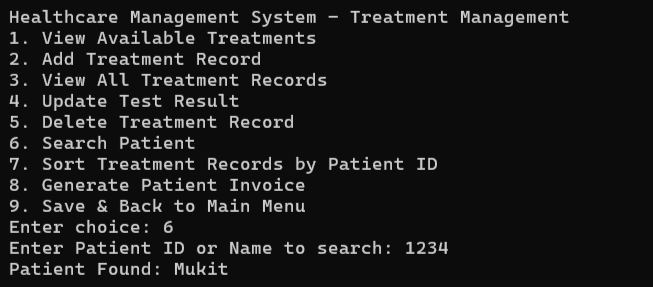 Healthcare Management System - Treatment Management
1. View Available Treatments
2. Add Treatment Record
3. View All Treatment Records
4. Update Test Result
5. Delete Treatment Record
6. Search Patient
7. Sort Treatment Records by Patient ID
8. Generate Patient Invoice
9. Save & Back to Main Menu
Enter choice: 6
Enter Patient ID or Name to search: 1234
Patient Found: Mukit